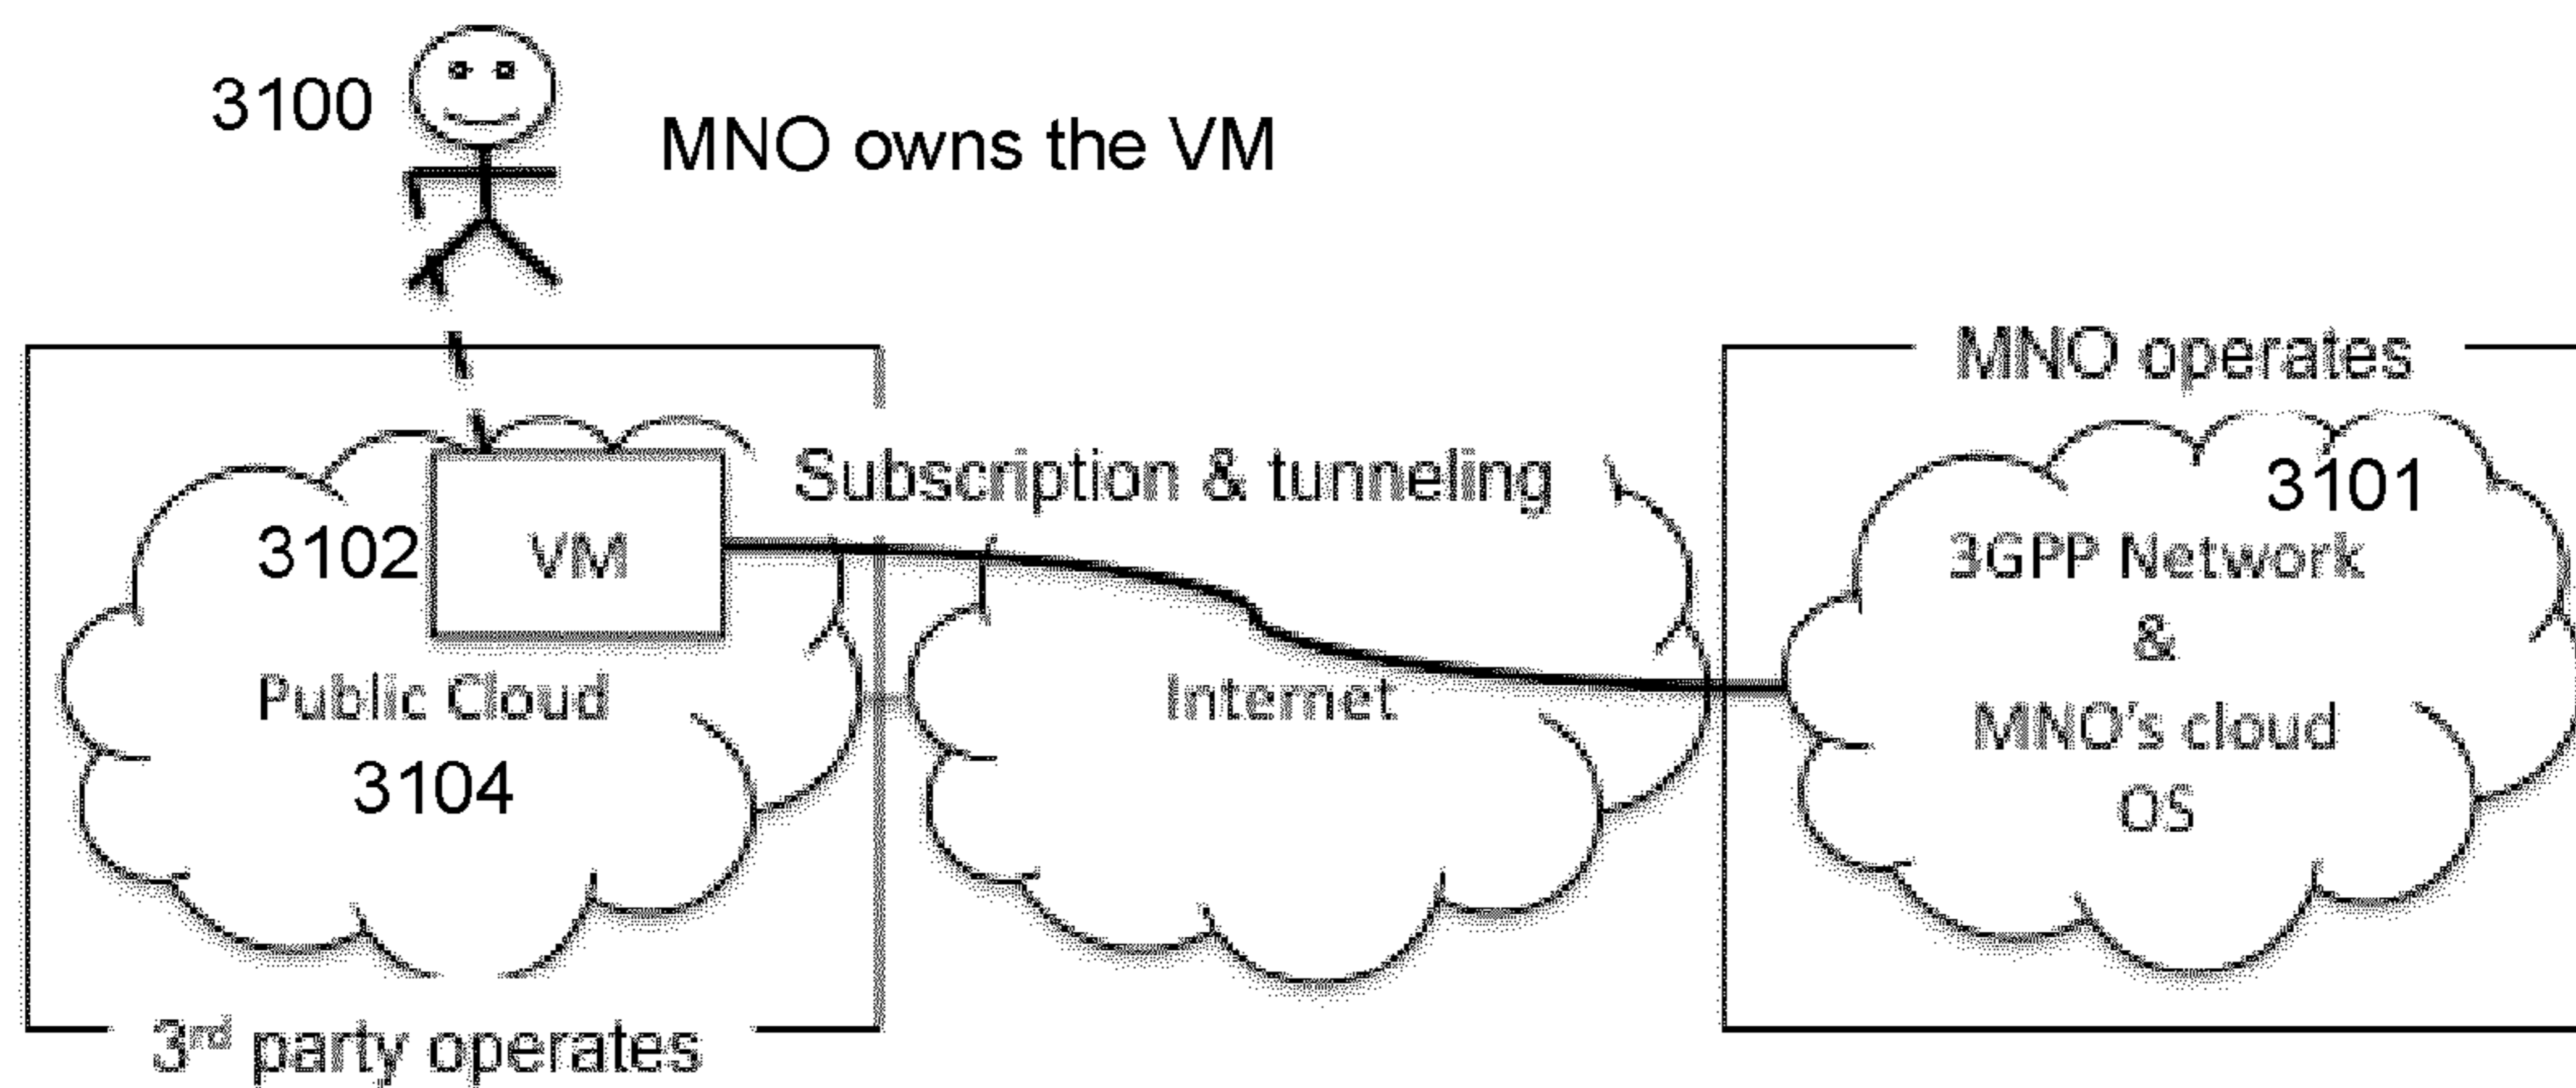 3100
MNO owns the VM
MNO operates
Subscription & tunneling
3101
3102
VM
3GPP Network
&
MNO's cloud
OS
Public Cloud
3104
Internet
3rd party operates